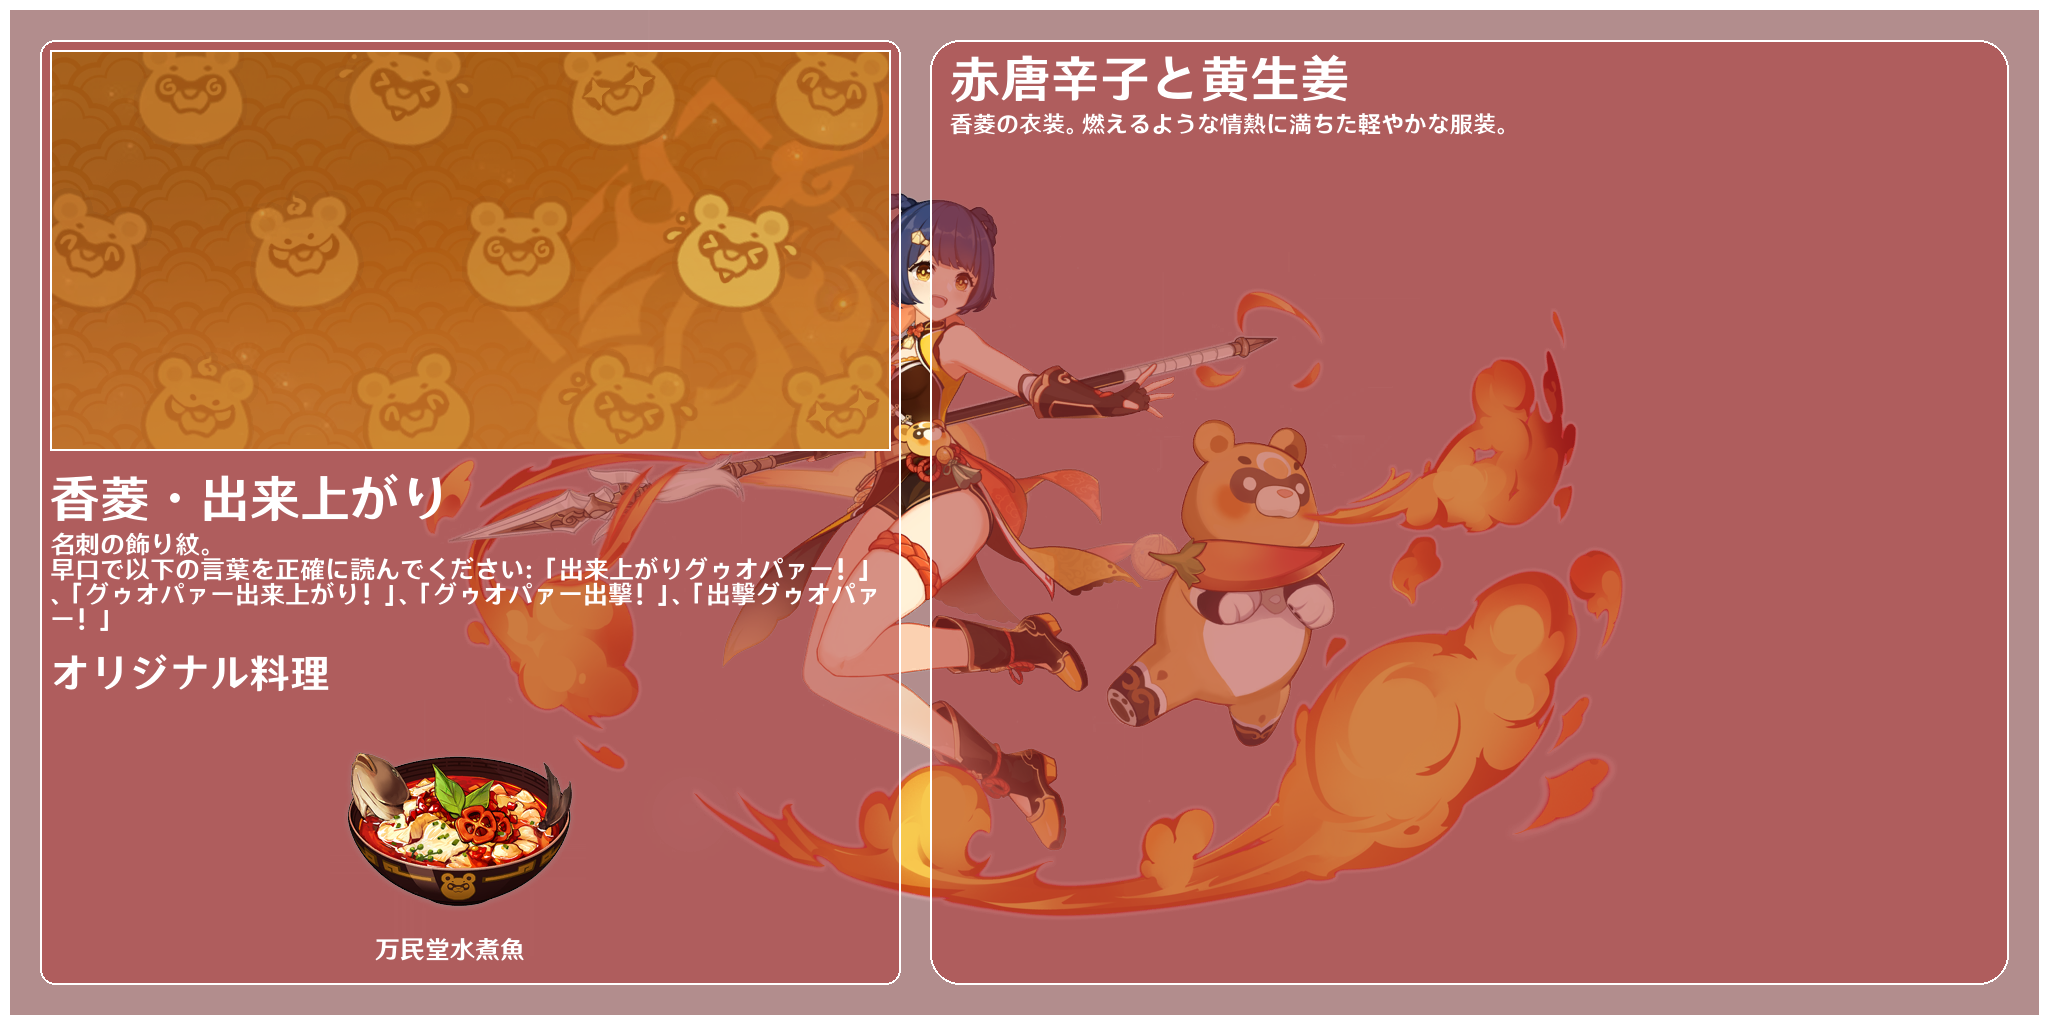 香菱・出来上がり
名刺の飾り紋。
早口で以下の言葉を正確に読んでください:「出来上がりグゥオパァー！」
、「グゥオパァー出来上がり！」、「グゥオパァー出撃！」、「出撃グゥオパァ
ー！」
オリジナル料理
万民堂水煮魚
赤唐辛子と黄生姜
香菱の衣装。燃えるような情熱に満ちた軽やかな服装。